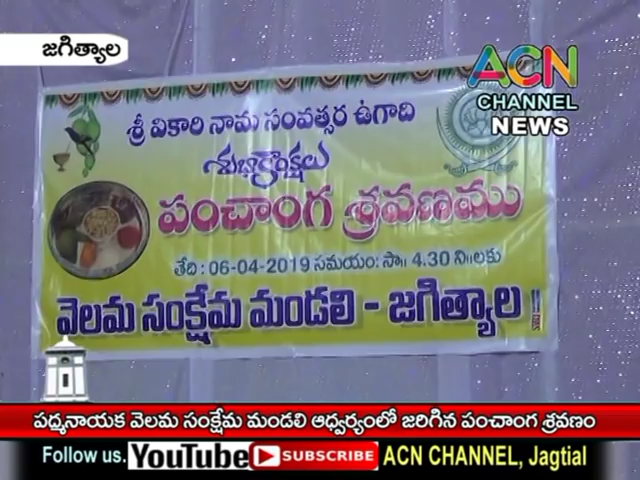 జగిత్యాల
ACN
CHANNEL
NEWS
శ్రీ వికారి నామ సంవత్సర ఉగాది
శుభాకాంక్షలు
పంచాంగ శ్రవణము
తేది : 06-04-2019 సమయం: సా॥ 4.30 ని॥లకు
వెలమ సంక్షేమ మండలి - జగిత్యాల
పద్మనాయక వెలమ సంక్షేమ మండలి ఆధ్వర్యంలో జరిగిన పంచాంగ శ్రవణం
Follow us. YouTube SUBSCRIBE ACN CHANNEL, Jagtial